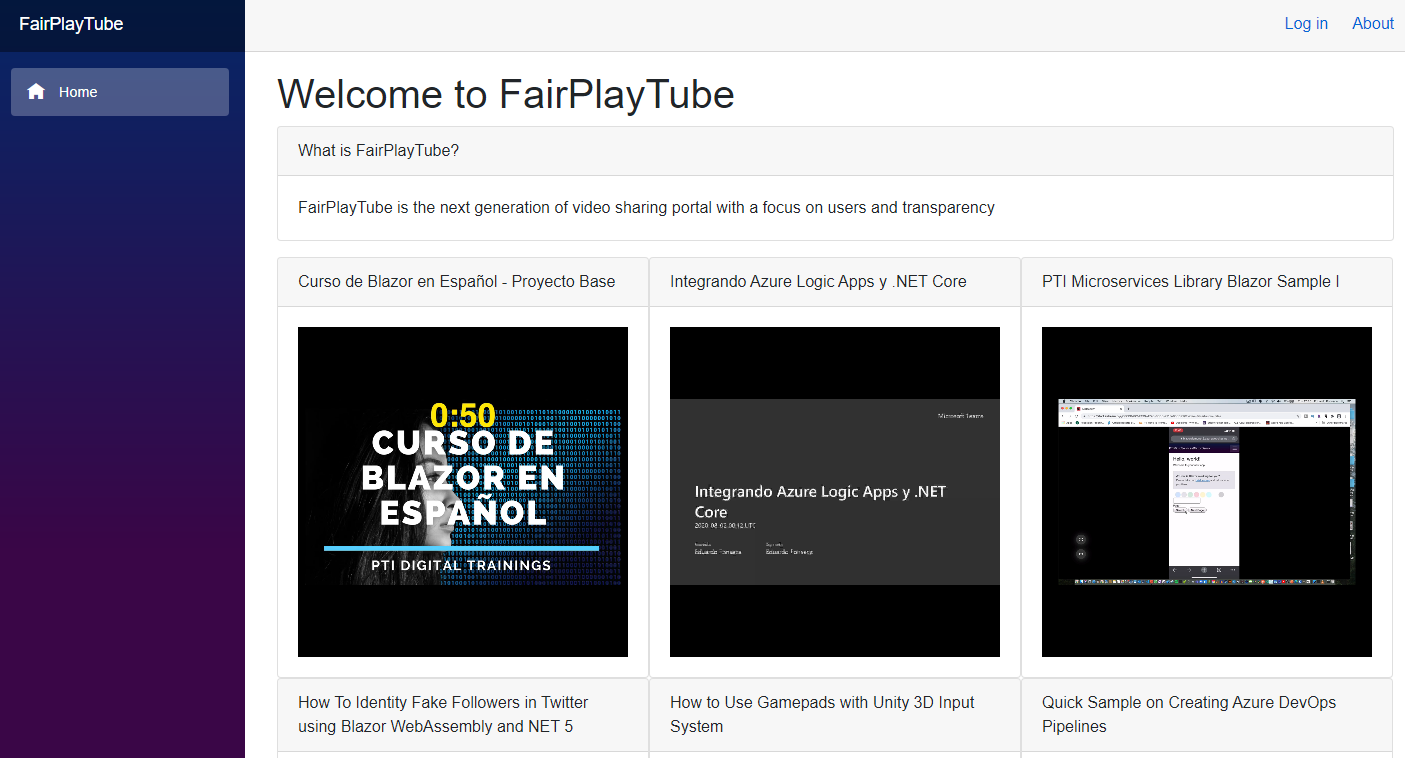 FairPlayTube
Log in
About
Home
Welcome to FairPlayTube
What is FairPlayTube?
FairPlayTube is the next generation of video sharing portal with a focus on users and transparency
Curso de Blazor en Español - Proyecto Base
Integrando Azure Logic Apps y .NET Core
PTI Microservices Library Blazor Sample I
0:50
CURSO DE
BLAZOR EN
ESPAÑOL
PTI DIGITAL TRAININGS
Microsoft Teams
Integrando Azure Logic Apps y .NET
Core
Eduardo Fonseca
Eduardo Fonseca
Hello, world!
How To Identity Fake Followers in Twitter
using Blazor WebAssembly and NET 5
How to Use Gamepads with Unity 3D Input
System
Quick Sample on Creating Azure DevOps
Pipelines